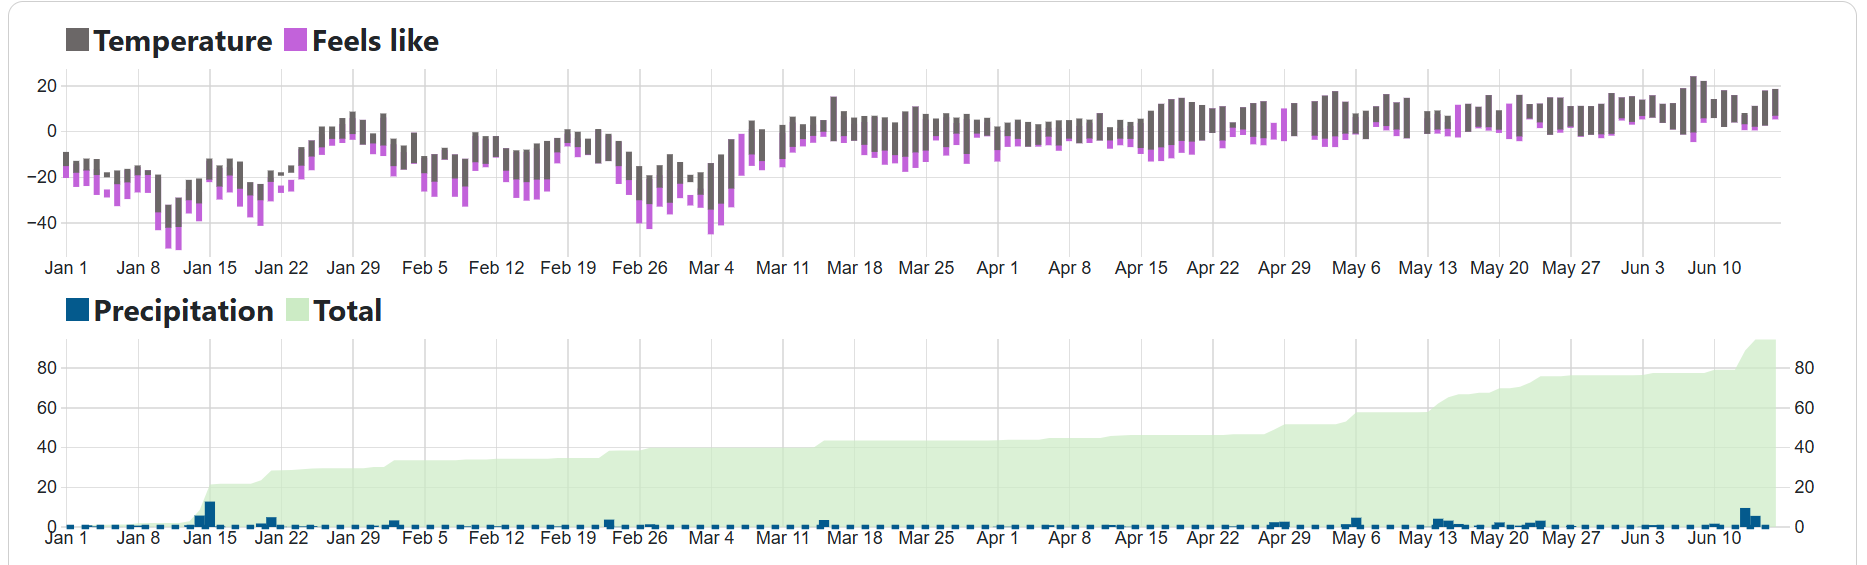 Temperature Feels like
20
0
−20
−40
Jan 1 Jan 8 Jan 15 Jan 22 Jan 29 Feb 5 Feb 12 Feb 19 Feb 26 Mar 4 Mar 11 Mar 18 Mar 25 Apr 1 Apr 8 Apr 15 Apr 22 Apr 29 May 6 May 13 May 20 May 27 Jun 3 Jun 10
Precipitation Total
80 80
60 60
40 40
20 20
0 0
Jan 1 Jan 8 Jan 15 Jan 22 Jan 29 Feb 5 Feb 12 Feb 19 Feb 26 Mar 4 Mar 11 Mar 18 Mar 25 Apr 1 Apr 8 Apr 15 Apr 22 Apr 29 May 6 May 13 May 20 May 27 Jun 3 Jun 10